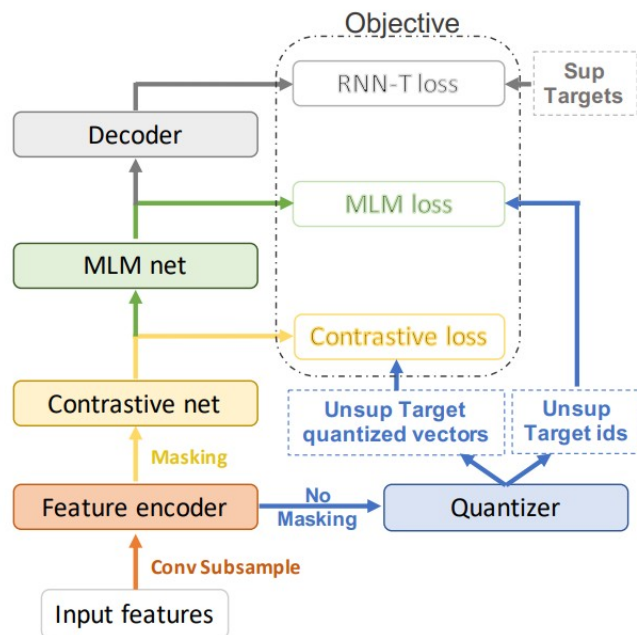 Objective
RNN-T loss
Sup
Targets
Decoder
MLM loss
MLM net
Contrastive loss
Contrastive net
Unsup Target
quantized vectors
Unsup
Target ids
Masking
Feature encoder
No
Masking
Quantizer
Conv Subsample
Input features